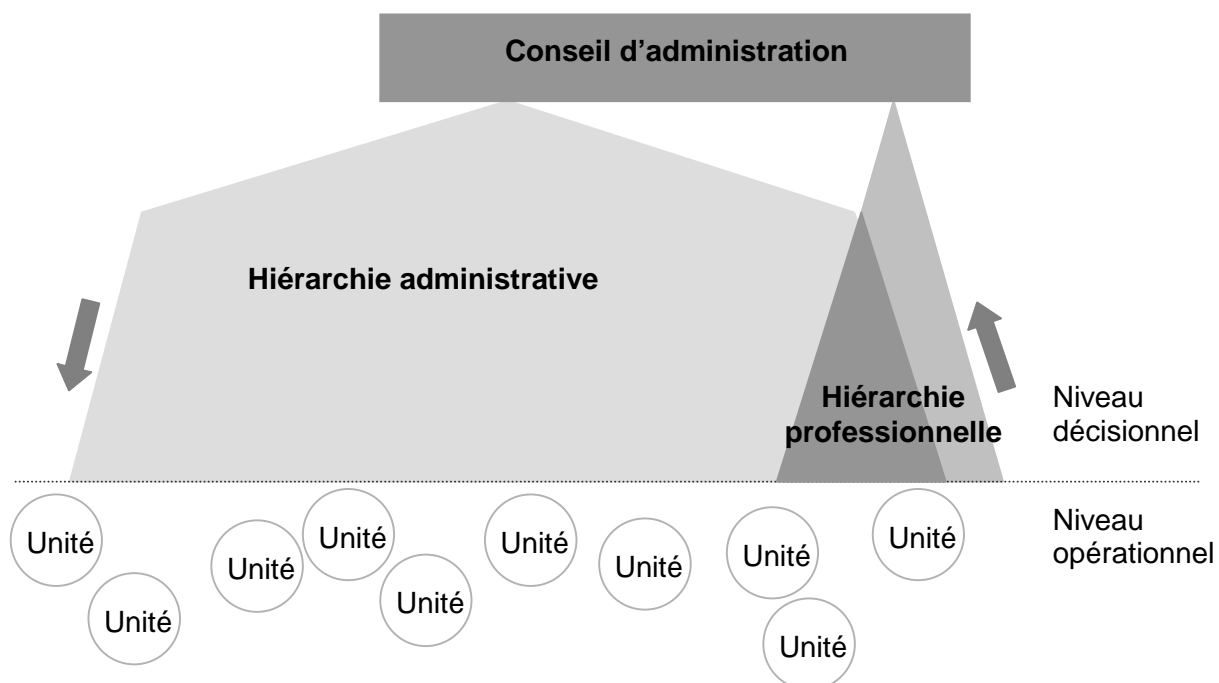 Conseil d’administration
Hiérarchie administrative
Hiérarchie
professionnelle
Niveau
décisionnel
Niveau
opérationnel
Unité
Unité
Unité
Unité
Unité
Unité
Unité
Unité
Unité
Unité